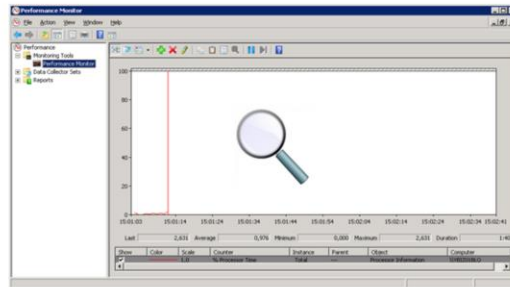 Performance Monitor
File Action View Window Help
Performance
Monitoring Tools
Performance Monitor
Data Collector Sets
Reports
100
80
60
40
20
0
15:01:03 15:01:14 15:01:24 15:01:34 15:01:44 15:01:54 15:02:04 15:02:14 15:02:24 15:02:34 15:02:41
Last 2,631 Average 0,976 Minimum 0,000 Maximum 2,631 Duration 1:40
Show Color Scale Counter Instance Parent Object Computer
1,0 % Processor Time _Total --- Processor Information